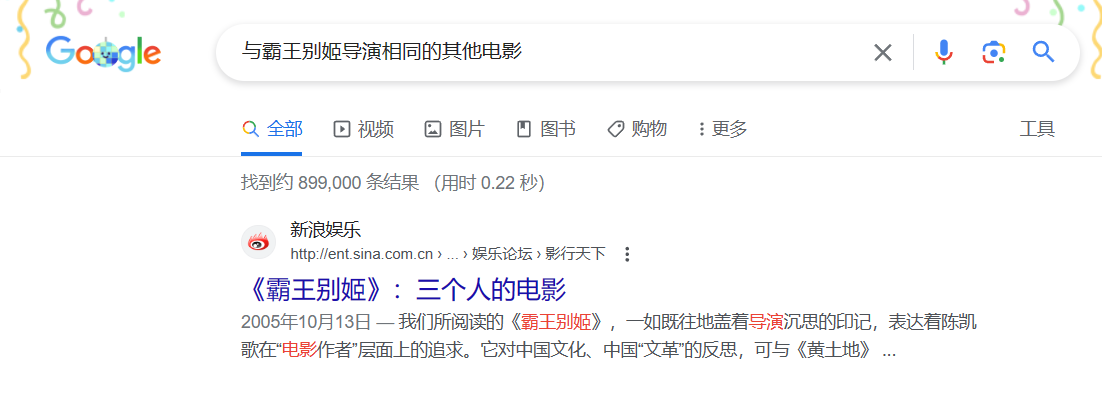 Google
与霸王别姬导演相同的其他电影
全部 视频 图片 图书 购物 更多 工具
找到约 899,000 条结果 （用时 0.22 秒）
新浪娱乐
http://ent.sina.com.cn › ... › 娱乐论坛 › 影行天下
《霸王别姬》：三个人的电影
2005年10月13日 — 我们所阅读的《霸王别姬》，一如既往地盖着导演沉思的印记，表达着陈凯
歌在“电影作者”层面上的追求。它对中国文化、中国“文革”的反思，可与《黄土地》 ...